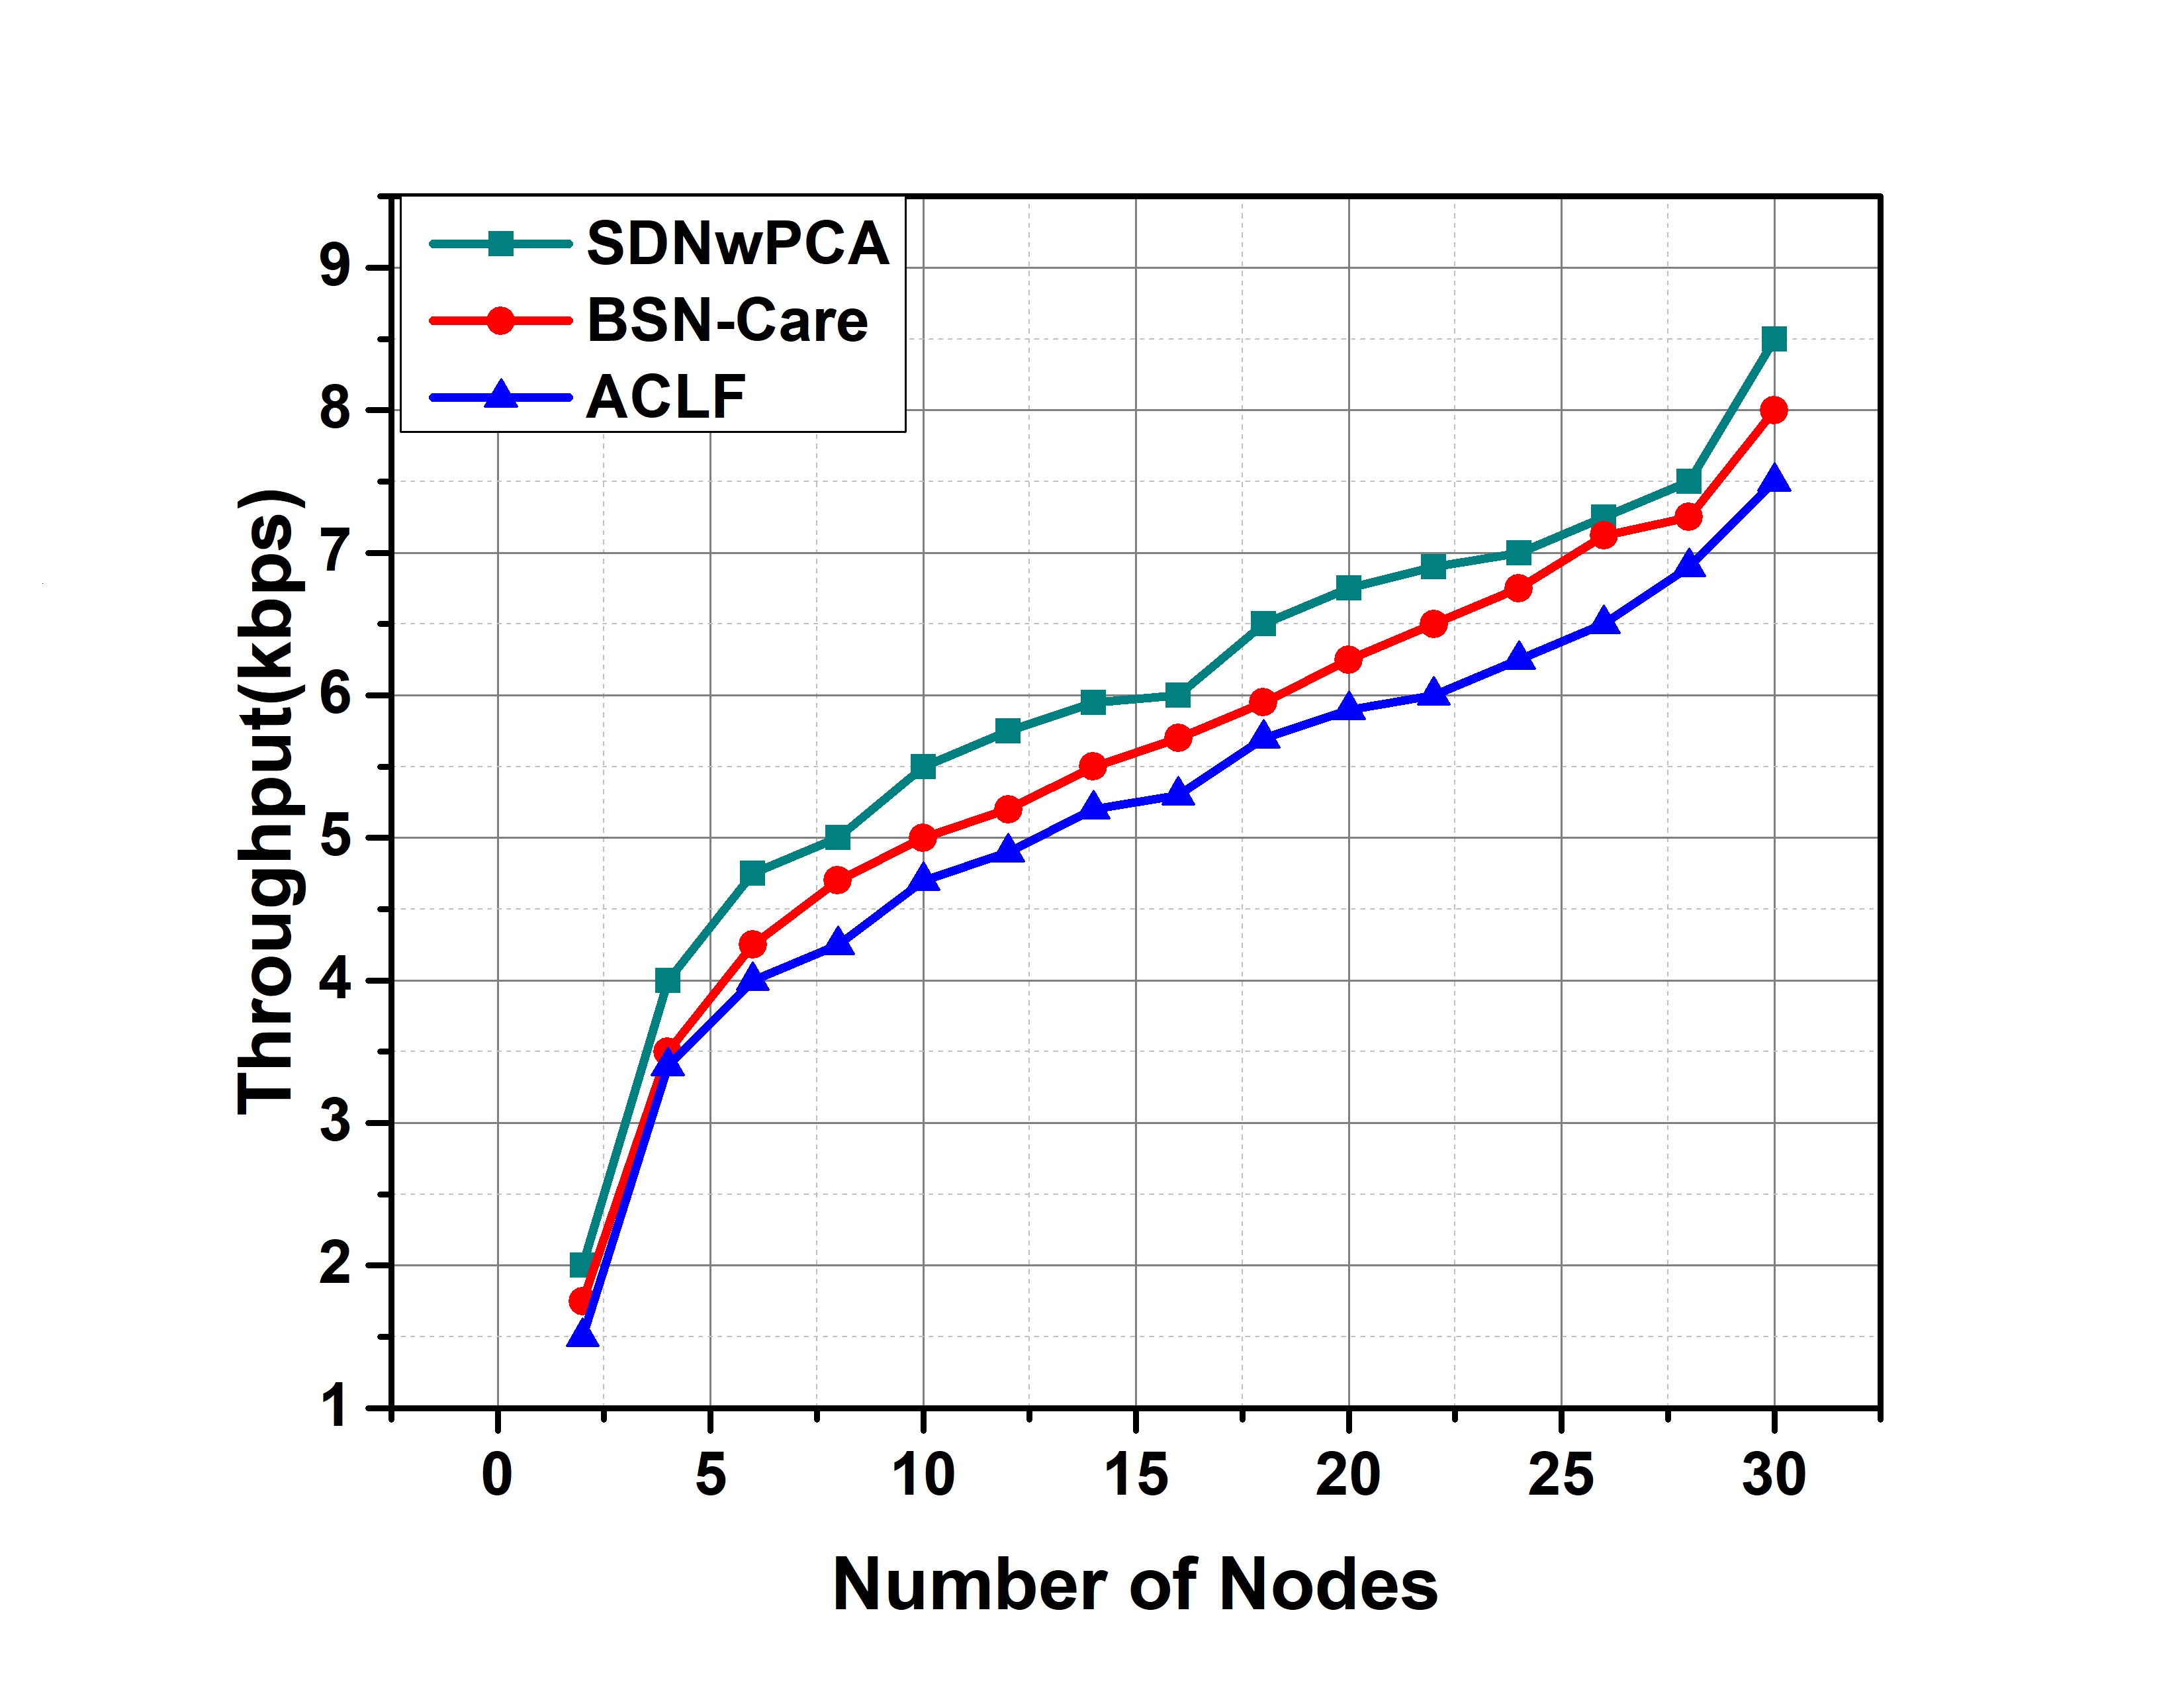 SDNwPCA
BSN-Care
ACLF
9
8
7
6
5
4
3
2
1
Throughput(kbps)
0 5 10 15 20 25 30
Number of Nodes